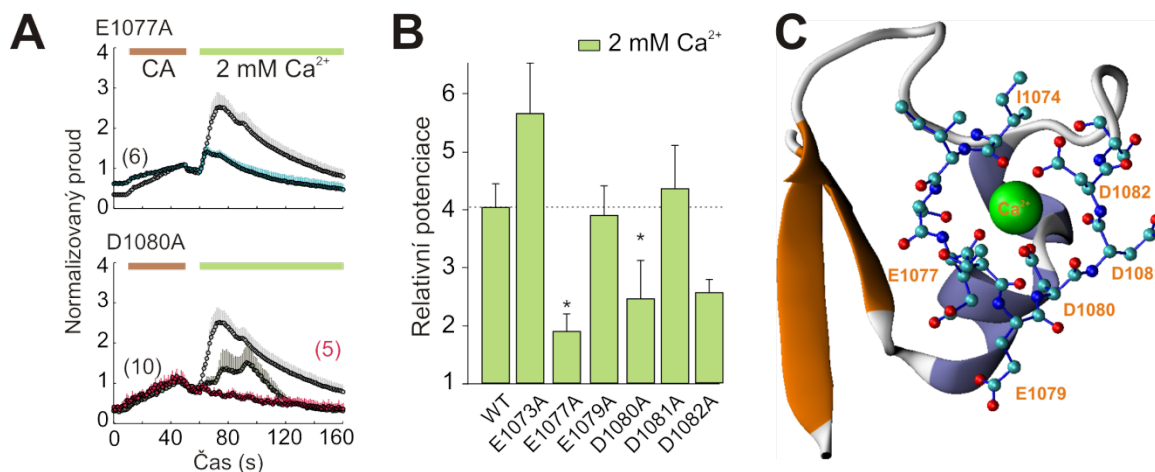 A
E1077A
4
CA
2 mM Ca²⁺
3
2
(6)
1
0
D1080A
4
3
2
(5)
(10)
1
0
0 40 80 120 160
Normalizovaný proud
Čas (s)
B
2 mM Ca²⁺
6
5
4
3
2
1
*
*
Relativní potenciace
WT
E1073A
E1077A
E1079A
D1080A
D1081A
D1082A
C
I1074
D1082
Ca²⁺
E1077
D1081
D1080
E1079